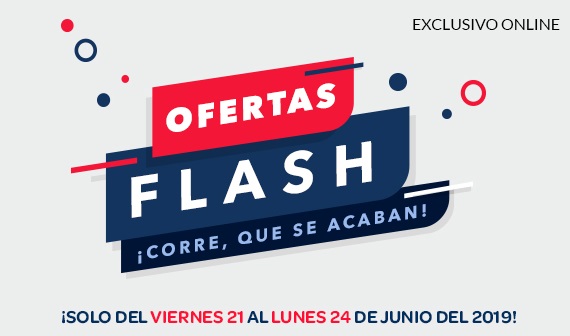 EXCLUSIVO ONLINE
OFERTAS
FLASH
¡CORRE, QUE SE ACABAN!
¡SOLO DEL VIERNES 21 AL LUNES 24 DE JUNIO DEL 2019!